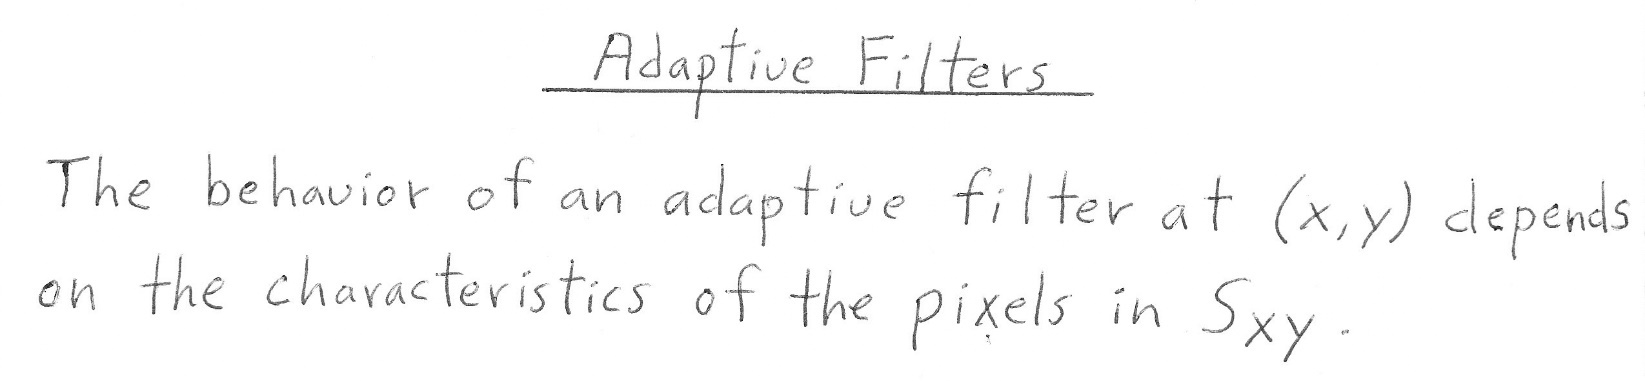 Adaptive Filters
The behavior of an adaptive filter at (x,y) depends
on the characteristics of the pixels in Sxy.